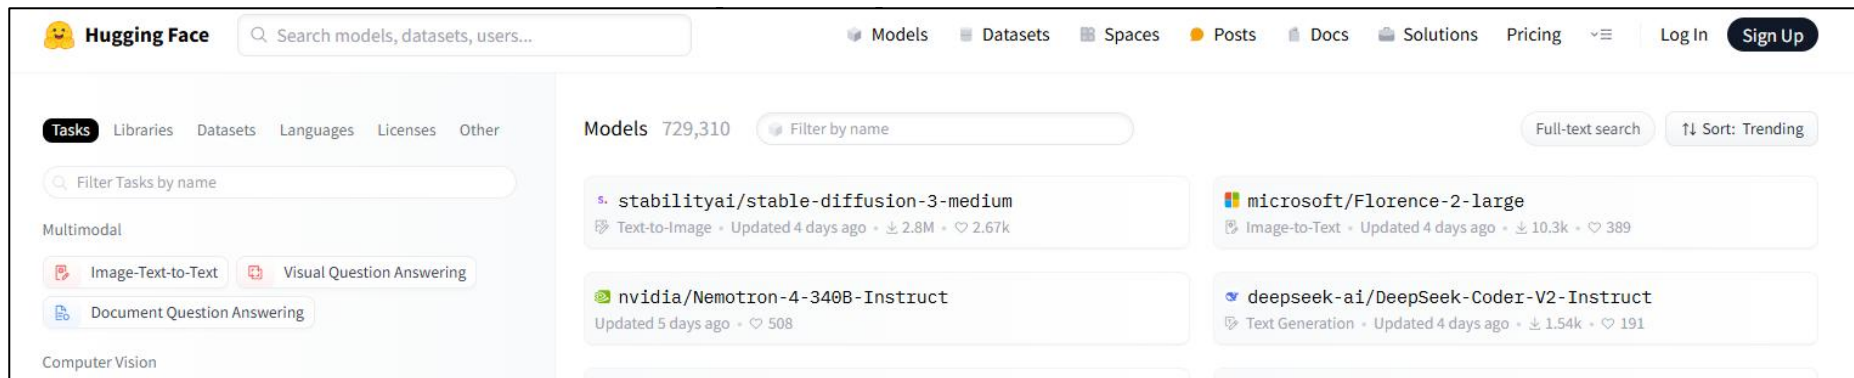 Hugging Face Search models, datasets, users... Models Datasets Spaces Posts Docs Solutions Pricing Log In Sign Up
Tasks Libraries Datasets Languages Licenses Other
Filter Tasks by name
Multimodal
Image-Text-to-Text Visual Question Answering
Document Question Answering
Computer Vision
Models 729,310 Filter by name Full-text search ↑↓ Sort: Trending
s. stabilityai/stable-diffusion-3-medium
Text-to-Image • Updated 4 days ago • 2.8M • 2.67k
microsoft/Florence-2-large
Image-to-Text • Updated 4 days ago • 10.3k • 389
nvidia/Nemotron-4-340B-Instruct
Updated 5 days ago • 508
deepseek-ai/DeepSeek-Coder-V2-Instruct
Text Generation • Updated 4 days ago • 1.54k • 191